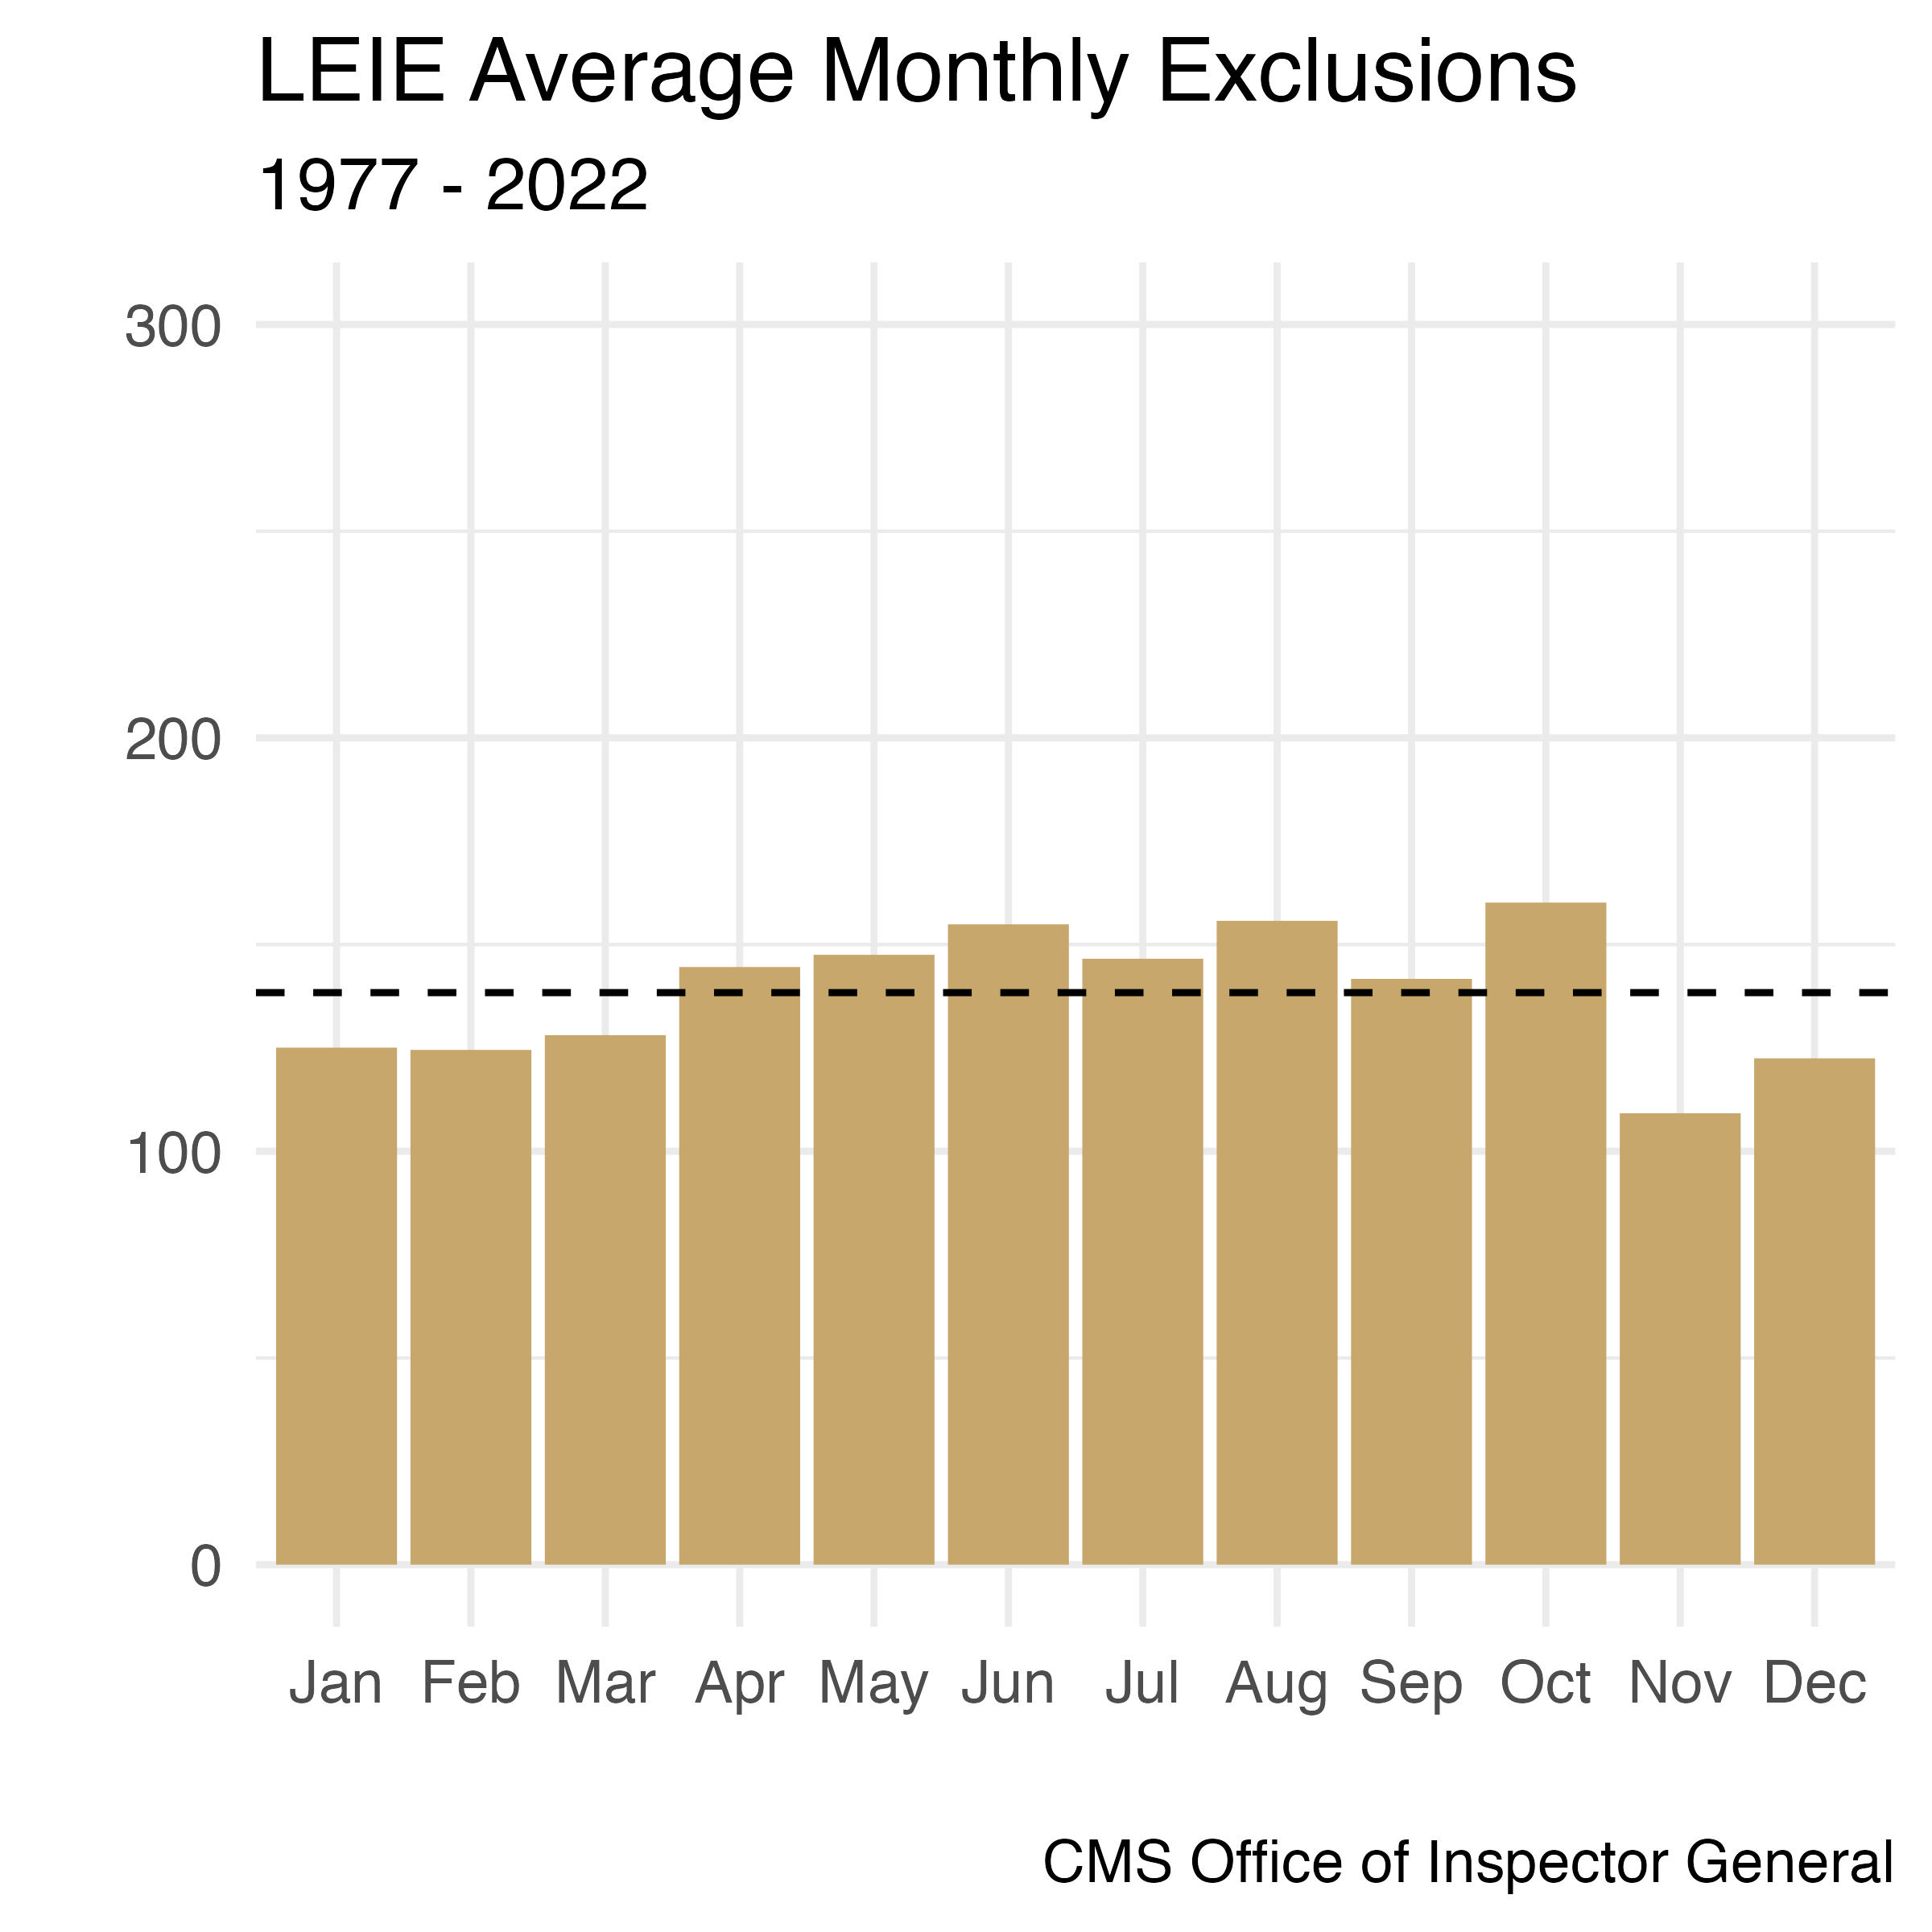 LEIE Average Monthly Exclusions
1977 - 2022
300
200
100
0
Jan Feb Mar Apr May Jun Jul Aug Sep Oct Nov Dec
CMS Office of Inspector General